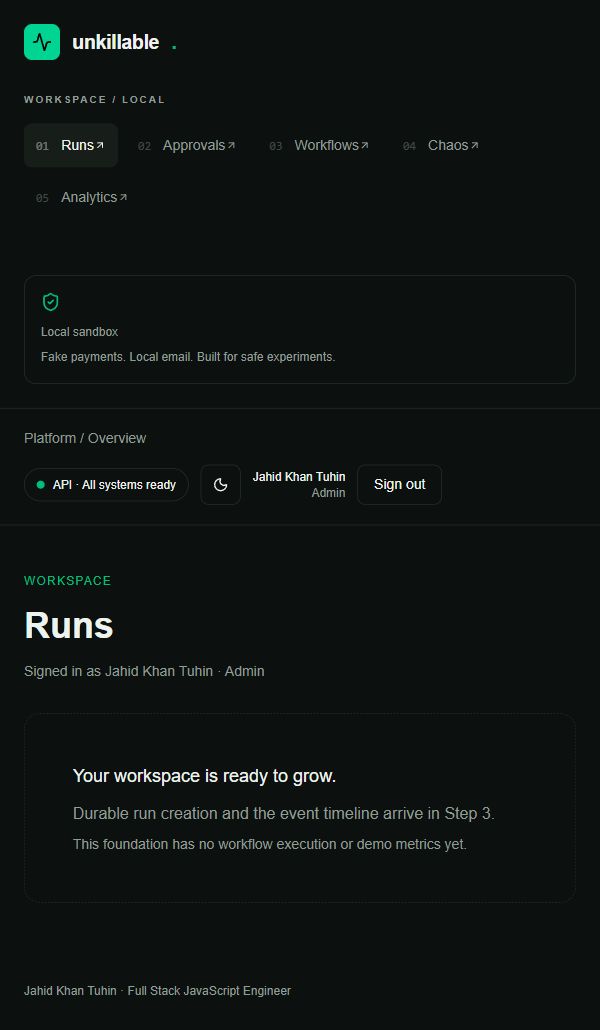 unkillable .
WORKSPACE / LOCAL
01 Runs↗ 02 Approvals↗ 03 Workflows↗ 04 Chaos↗
05 Analytics↗
Local sandbox
Fake payments. Local email. Built for safe experiments.
Platform / Overview
API · All systems ready
Jahid Khan Tuhin
Admin
Sign out
WORKSPACE
Runs
Signed in as Jahid Khan Tuhin · Admin
Your workspace is ready to grow.
Durable run creation and the event timeline arrive in Step 3.
This foundation has no workflow execution or demo metrics yet.
Jahid Khan Tuhin · Full Stack JavaScript Engineer